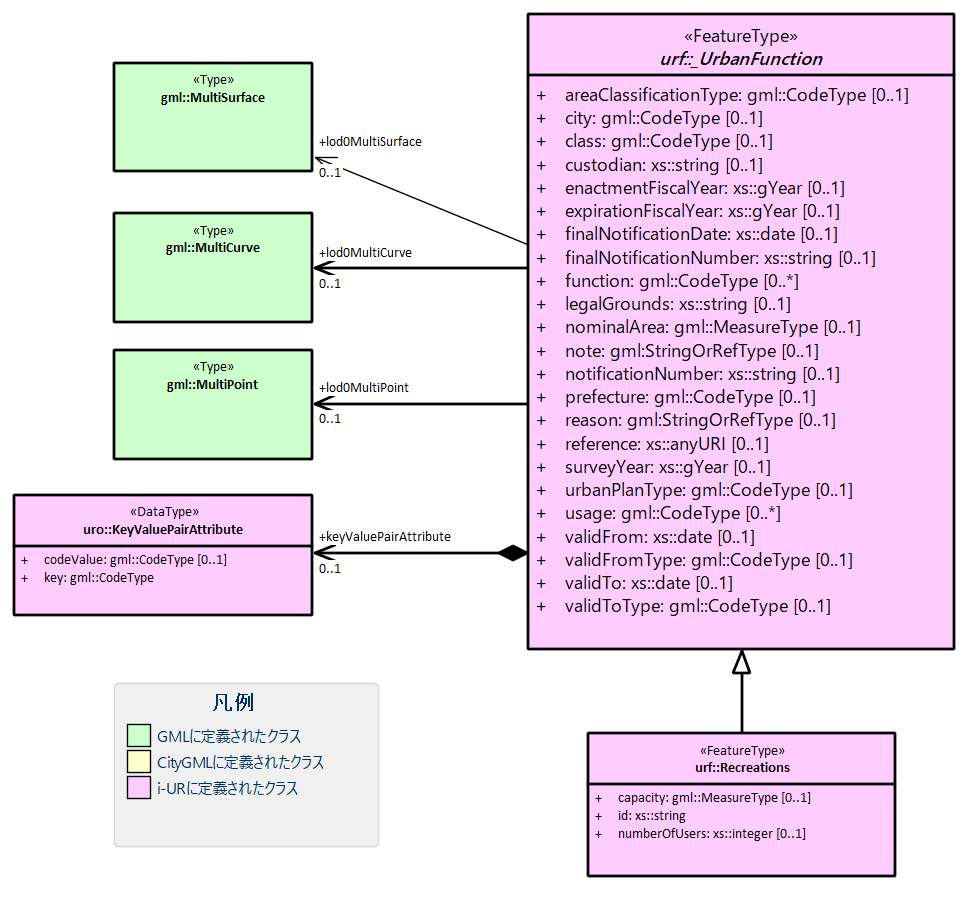 «FeatureType»
urf::_UrbanFunction
+ areaClassificationType: gml::CodeType [0..1]
+ city: gml::CodeType [0..1]
+ class: gml::CodeType [0..1]
+ custodian: xs::string [0..1]
+ enactmentFiscalYear: xs::gYear [0..1]
+ expirationFiscalYear: xs::gYear [0..1]
+ finalNotificationDate: xs::date [0..1]
+ finalNotificationNumber: xs::string [0..1]
+ function: gml::CodeType [0..*]
+ legalGrounds: xs::string [0..1]
+ nominalArea: gml::MeasureType [0..1]
+ note: gml:StringOrRefType [0..1]
+ notificationNumber: xs::string [0..1]
+ prefecture: gml::CodeType [0..1]
+ reason: gml:StringOrRefType [0..1]
+ reference: xs::anyURI [0..1]
+ surveyYear: xs::gYear [0..1]
+ urbanPlanType: gml::CodeType [0..1]
+ usage: gml::CodeType [0..*]
+ validFrom: xs::date [0..1]
+ validFromType: gml::CodeType [0..1]
+ validTo: xs::date [0..1]
+ validToType: gml::CodeType [0..1]
«Type»
gml::MultiSurface
+lod0MultiSurface
0..1
«Type»
gml::MultiCurve
+lod0MultiCurve
0..1
«Type»
gml::MultiPoint
+lod0MultiPoint
0..1
«DataType»
uro::KeyValuePairAttribute
+ codeValue: gml::CodeType [0..1]
+ key: gml::CodeType
+keyValuePairAttribute
0..1
凡例
GMLに定義されたクラス
CityGMLに定義されたクラス
i-URに定義されたクラス
«FeatureType»
urf::Recreations
+ capacity: gml::MeasureType [0..1]
+ id: xs::string
+ numberOfUsers: xs::integer [0..1]